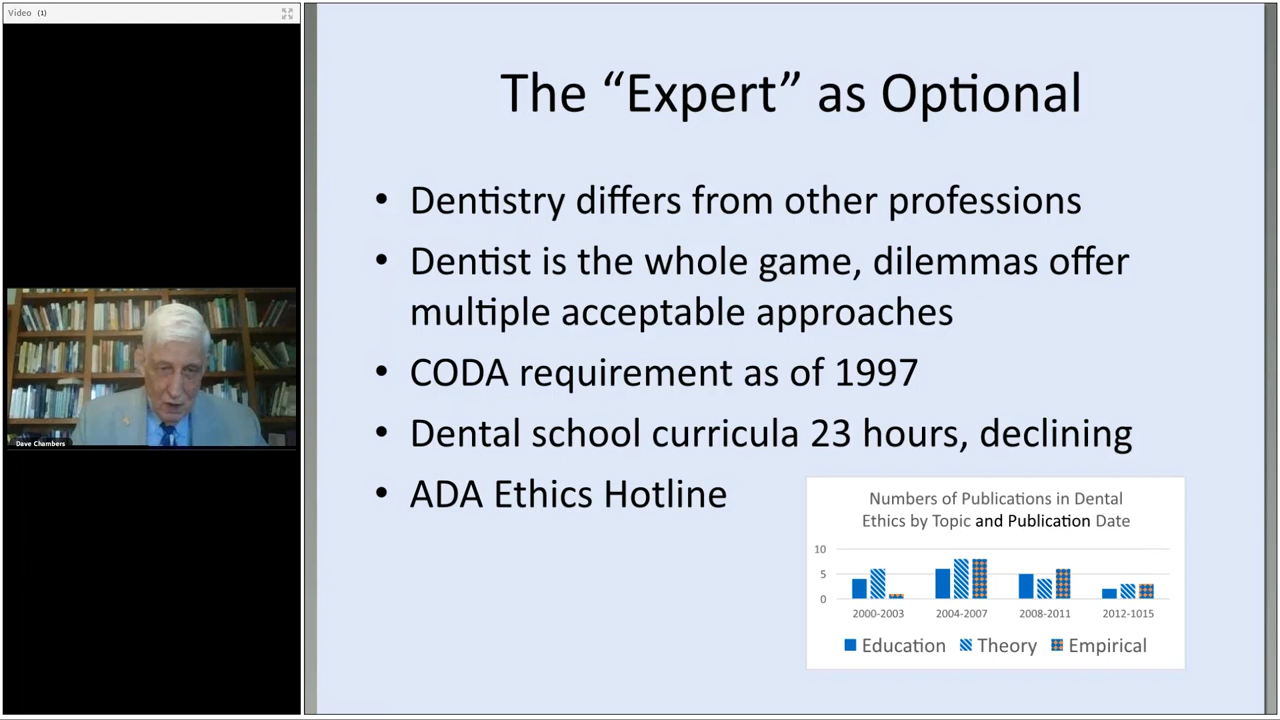 Video (1)
The “Expert” as Optional
• Dentistry differs from other professions
• Dentist is the whole game, dilemmas offer
multiple acceptable approaches
• CODA requirement as of 1997
• Dental school curricula 23 hours, declining
• ADA Ethics Hotline
Numbers of Publications in Dental
Ethics by Topic and Publication Date
10
5
0
2000-2003 2004-2007 2008-2011 2012-1015
Education Theory Empirical
Dave Chambers